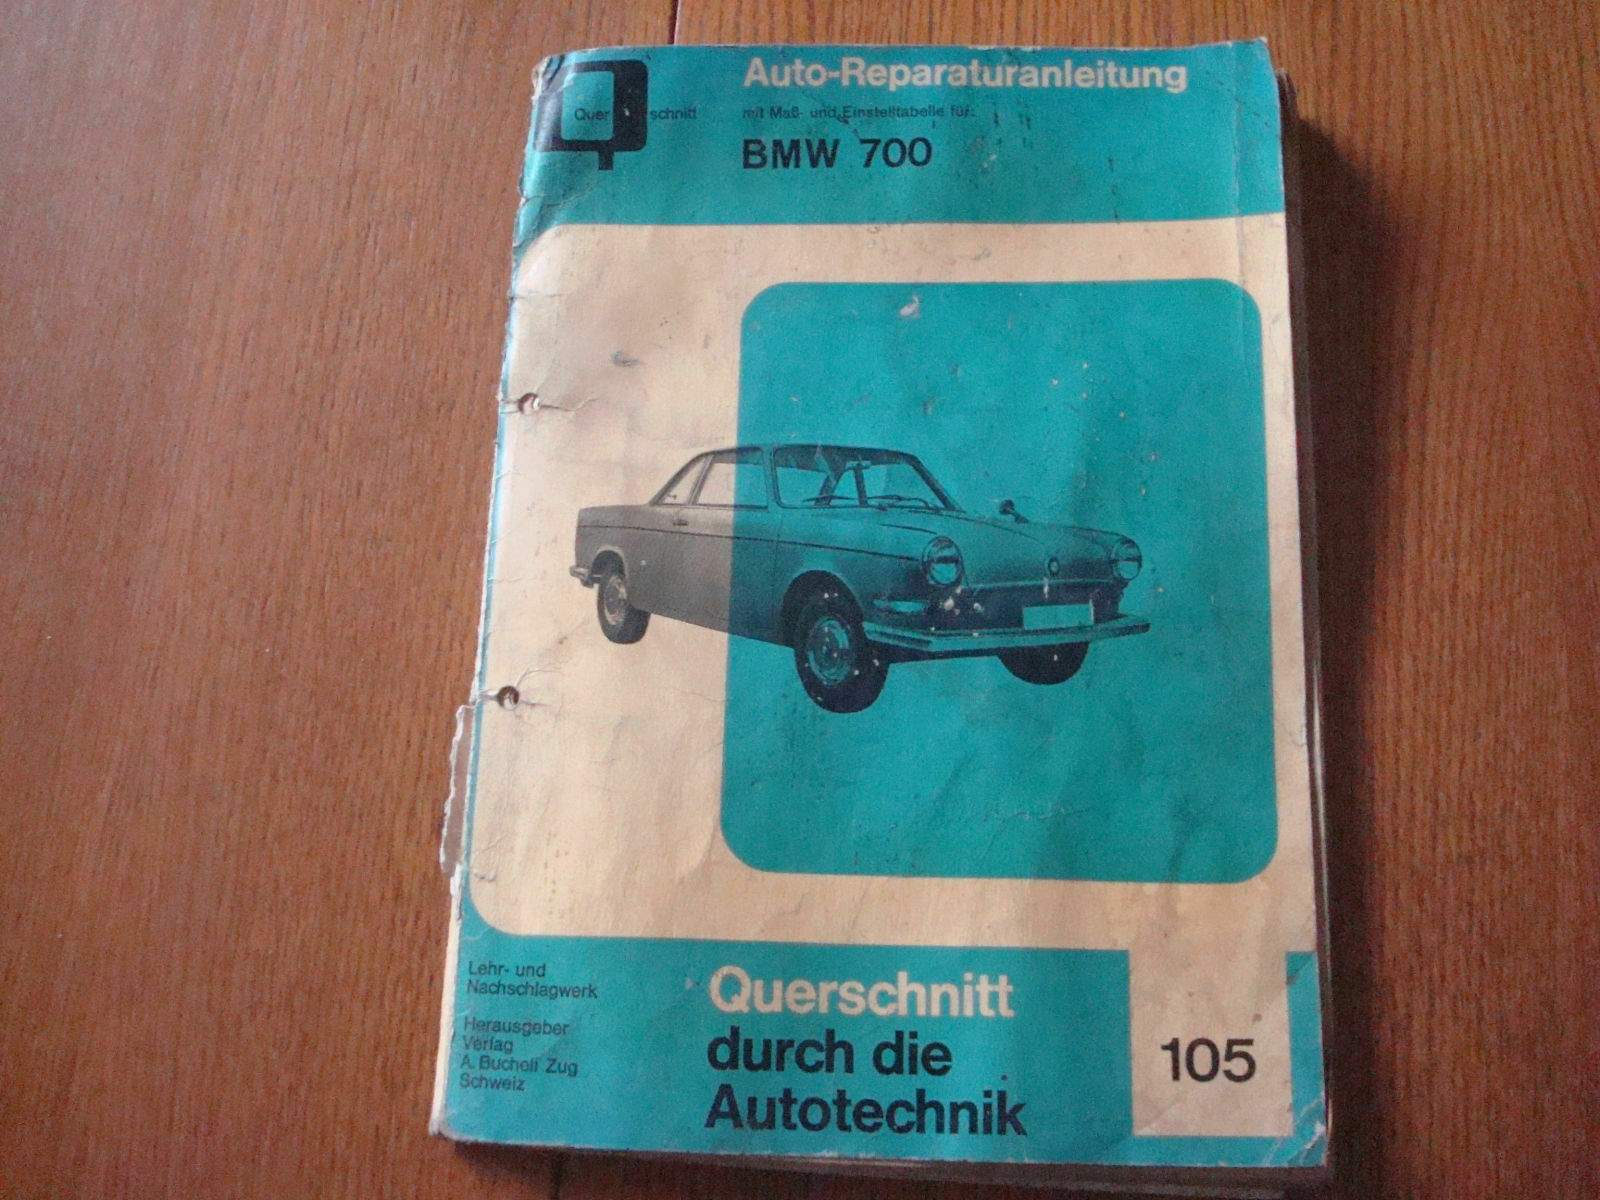 Auto-Reparaturanleitung
Quer schnitt
mit Maß- und Einstelltabelle für:
BMW 700
Lehr- und
Nachschlagwerk
Herausgeber
Verlag
A. Bucheli Zug
Schweiz
Querschnitt
durch die
Autotechnik
105